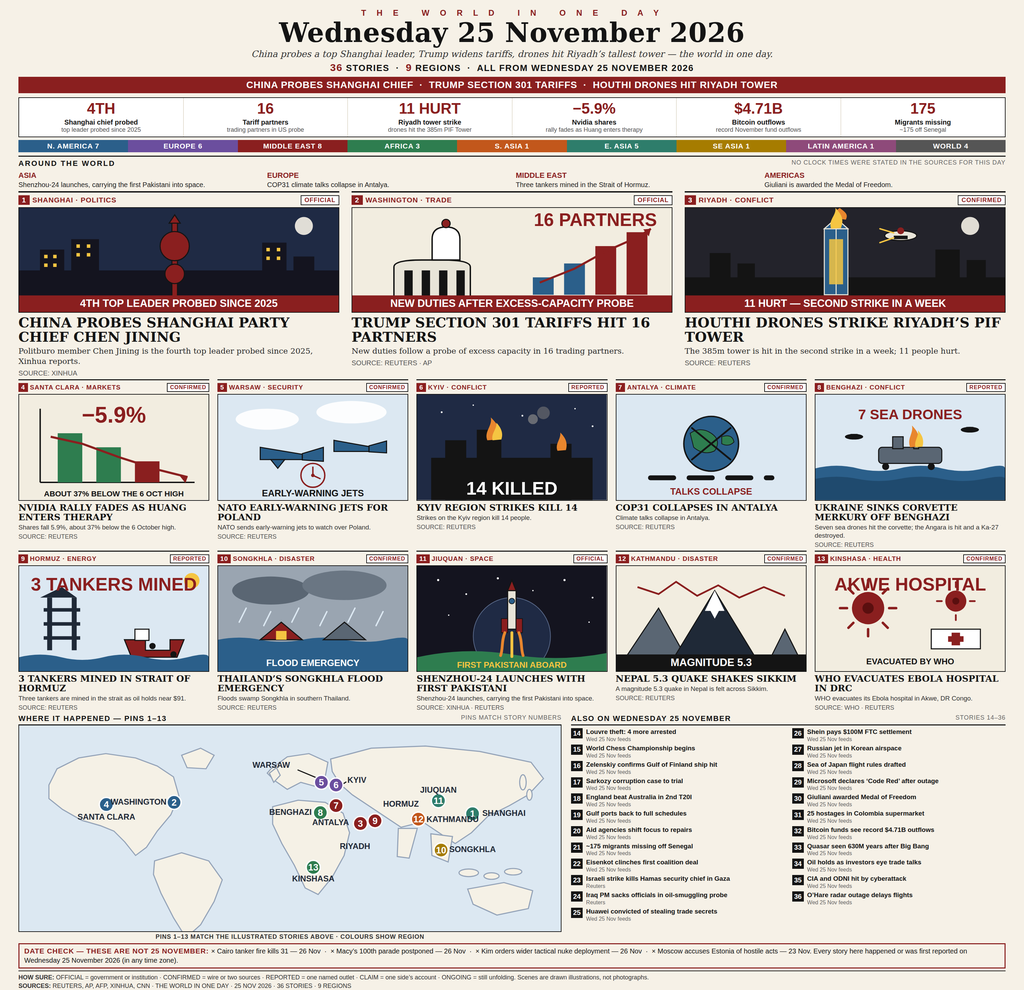 THE WORLD IN ONE DAY
Wednesday 25 November 2026
China probes a top Shanghai leader, Trump widens tariffs, drones hit Riyadh's tallest tower — the world in one day.
36 STORIES · 9 REGIONS · ALL FROM WEDNESDAY 25 NOVEMBER 2026
CHINA PROBES SHANGHAI CHIEF · TRUMP SECTION 301 TARIFFS · HOUTHI DRONES HIT RIYADH TOWER
4TH
Shanghai chief probed
top leader probed since 2025
16
Tariff partners
trading partners in US probe
11 HURT
Riyadh tower strike
drones hit the 385m PIF Tower
−5.9%
Nvidia shares
rally fades as Huang enters therapy
$4.71B
Bitcoin outflows
record November fund outflows
175
Migrants missing
~175 off Senegal
N. AMERICA 7
EUROPE 6
MIDDLE EAST 8
AFRICA 3
S. ASIA 1
E. ASIA 5
SE ASIA 1
LATIN AMERICA 1
WORLD 4
AROUND THE WORLD
NO CLOCK TIMES WERE STATED IN THE SOURCES FOR THIS DAY
ASIA
Shenzhou-24 launches, carrying the first Pakistani into space.
EUROPE
COP31 climate talks collapse in Antalya.
MIDDLE EAST
Three tankers mined in the Strait of Hormuz.
AMERICAS
Giuliani is awarded the Medal of Freedom.
1 SHANGHAI · POLITICS OFFICIAL
4TH TOP LEADER PROBED SINCE 2025
CHINA PROBES SHANGHAI PARTY
CHIEF CHEN JINING
Politburo member Chen Jining is the fourth top leader probed since 2025,
Xinhua reports.
SOURCE: XINHUA
2 WASHINGTON · TRADE OFFICIAL
16 PARTNERS
NEW DUTIES AFTER EXCESS-CAPACITY PROBE
TRUMP SECTION 301 TARIFFS HIT 16
PARTNERS
New duties follow a probe of excess capacity in 16 trading partners.
SOURCE: REUTERS · AP
3 RIYADH · CONFLICT CONFIRMED
11 HURT — SECOND STRIKE IN A WEEK
HOUTHI DRONES STRIKE RIYADH'S PIF
TOWER
The 385m tower is hit in the second strike in a week; 11 people hurt.
SOURCE: REUTERS
4 SANTA CLARA · MARKETS CONFIRMED
−5.9%
ABOUT 37% BELOW THE 6 OCT HIGH
NVIDIA RALLY FADES AS HUANG
ENTERS THERAPY
Shares fall 5.9%, about 37% below the 6 October high.
SOURCE: REUTERS
5 WARSAW · SECURITY CONFIRMED
EARLY-WARNING JETS
NATO EARLY-WARNING JETS FOR
POLAND
NATO sends early-warning jets to watch over Poland.
SOURCE: REUTERS
6 KYIV · CONFLICT REPORTED
14 KILLED
KYIV REGION STRIKES KILL 14
Strikes on the Kyiv region kill 14 people.
SOURCE: REUTERS
7 ANTALYA · CLIMATE CONFIRMED
TALKS COLLAPSE
COP31 COLLAPSES IN ANTALYA
Climate talks collapse in Antalya.
SOURCE: REUTERS
8 BENGHAZI · CONFLICT REPORTED
7 SEA DRONES
UKRAINE SINKS CORVETTE
MERKURY OFF BENGHAZI
Seven sea drones hit the corvette; the Angara is hit and a Ka-27
destroyed.
SOURCE: REUTERS
9 HORMUZ · ENERGY REPORTED
3 TANKERS MINED
3 TANKERS MINED IN STRAIT OF
HORMUZ
Three tankers are mined in the strait as oil holds near $91.
SOURCE: REUTERS
10 SONGKHLA · DISASTER CONFIRMED
FLOOD EMERGENCY
THAILAND'S SONGKHLA FLOOD
EMERGENCY
Floods swamp Songkhla in southern Thailand.
SOURCE: REUTERS
11 JIUQUAN · SPACE OFFICIAL
FIRST PAKISTANI ABOARD
SHENZHOU-24 LAUNCHES WITH
FIRST PAKISTANI
Shenzhou-24 launches, carrying the first Pakistani into space.
SOURCE: XINHUA · REUTERS
12 KATHMANDU · DISASTER CONFIRMED
MAGNITUDE 5.3
NEPAL 5.3 QUAKE SHAKES SIKKIM
A magnitude 5.3 quake in Nepal is felt across Sikkim.
SOURCE: REUTERS
13 KINSHASA · HEALTH CONFIRMED
AKWE HOSPITAL
EVACUATED BY WHO
WHO EVACUATES EBOLA HOSPITAL
IN DRC
WHO evacuates its Ebola hospital in Akwe, DR Congo.
SOURCE: WHO · REUTERS
WHERE IT HAPPENED — PINS 1–13
PINS MATCH STORY NUMBERS
WARSAW
5
6
KYIV
JIUQUAN
11
4
WASHINGTON
2
SANTA CLARA
BENGHAZI
8
7
ANTALYA
HORMUZ
3
9
12
KATHMANDU
1
SHANGHAI
RIYADH
10
SONGKHLA
13
KINSHASA
PINS 1–13 MATCH THE ILLUSTRATED STORIES ABOVE · COLOURS SHOW REGION
ALSO ON WEDNESDAY 25 NOVEMBER
STORIES 14–36
14 Louvre theft: 4 more arrested
Wed 25 Nov feeds
15 World Chess Championship begins
Wed 25 Nov feeds
16 Zelenskiy confirms Gulf of Finland ship hit
Wed 25 Nov feeds
17 Sarkozy corruption case to trial
Wed 25 Nov feeds
18 England beat Australia in 2nd T20I
Wed 25 Nov feeds
19 Gulf ports back to full schedules
Wed 25 Nov feeds
20 Aid agencies shift focus to repairs
Wed 25 Nov feeds
21 ~175 migrants missing off Senegal
Wed 25 Nov feeds
22 Eisenkot clinches first coalition deal
Wed 25 Nov feeds
23 Israeli strike kills Hamas security chief in Gaza
Reuters
24 Iraq PM sacks officials in oil-smuggling probe
Reuters
25 Huawei convicted of stealing trade secrets
Wed 25 Nov feeds
26 Shein pays $100M FTC settlement
Wed 25 Nov feeds
27 Russian jet in Korean airspace
Wed 25 Nov feeds
28 Sea of Japan flight rules drafted
Wed 25 Nov feeds
29 Microsoft declares 'Code Red' after outage
Wed 25 Nov feeds
30 Giuliani awarded Medal of Freedom
Wed 25 Nov feeds
31 25 hostages in Colombia supermarket
Wed 25 Nov feeds
32 Bitcoin funds see record $4.71B outflows
Wed 25 Nov feeds
33 Quasar seen 630M years after Big Bang
Wed 25 Nov feeds
34 Oil holds as investors eye trade talks
Wed 25 Nov feeds
35 CIA and ODNI hit by cyberattack
Wed 25 Nov feeds
36 O'Hare radar outage delays flights
Wed 25 Nov feeds
DATE CHECK — THESE ARE NOT 25 NOVEMBER: × Cairo tanker fire kills 31 — 26 Nov · × Macy's 100th parade postponed — 26 Nov · × Kim orders wider tactical nuke deployment — 26 Nov · × Moscow accuses Estonia of hostile acts — 23 Nov. Every story here happened or was first reported on
Wednesday 25 November 2026 (in any time zone).
HOW SURE: OFFICIAL = government or institution · CONFIRMED = wire or two sources · REPORTED = one named outlet · CLAIM = one side's account · ONGOING = still unfolding. Scenes are drawn illustrations, not photographs.
SOURCES: REUTERS, AP, AFP, XINHUA, CNN · THE WORLD IN ONE DAY · 25 NOV 2026 · 36 STORIES · 9 REGIONS